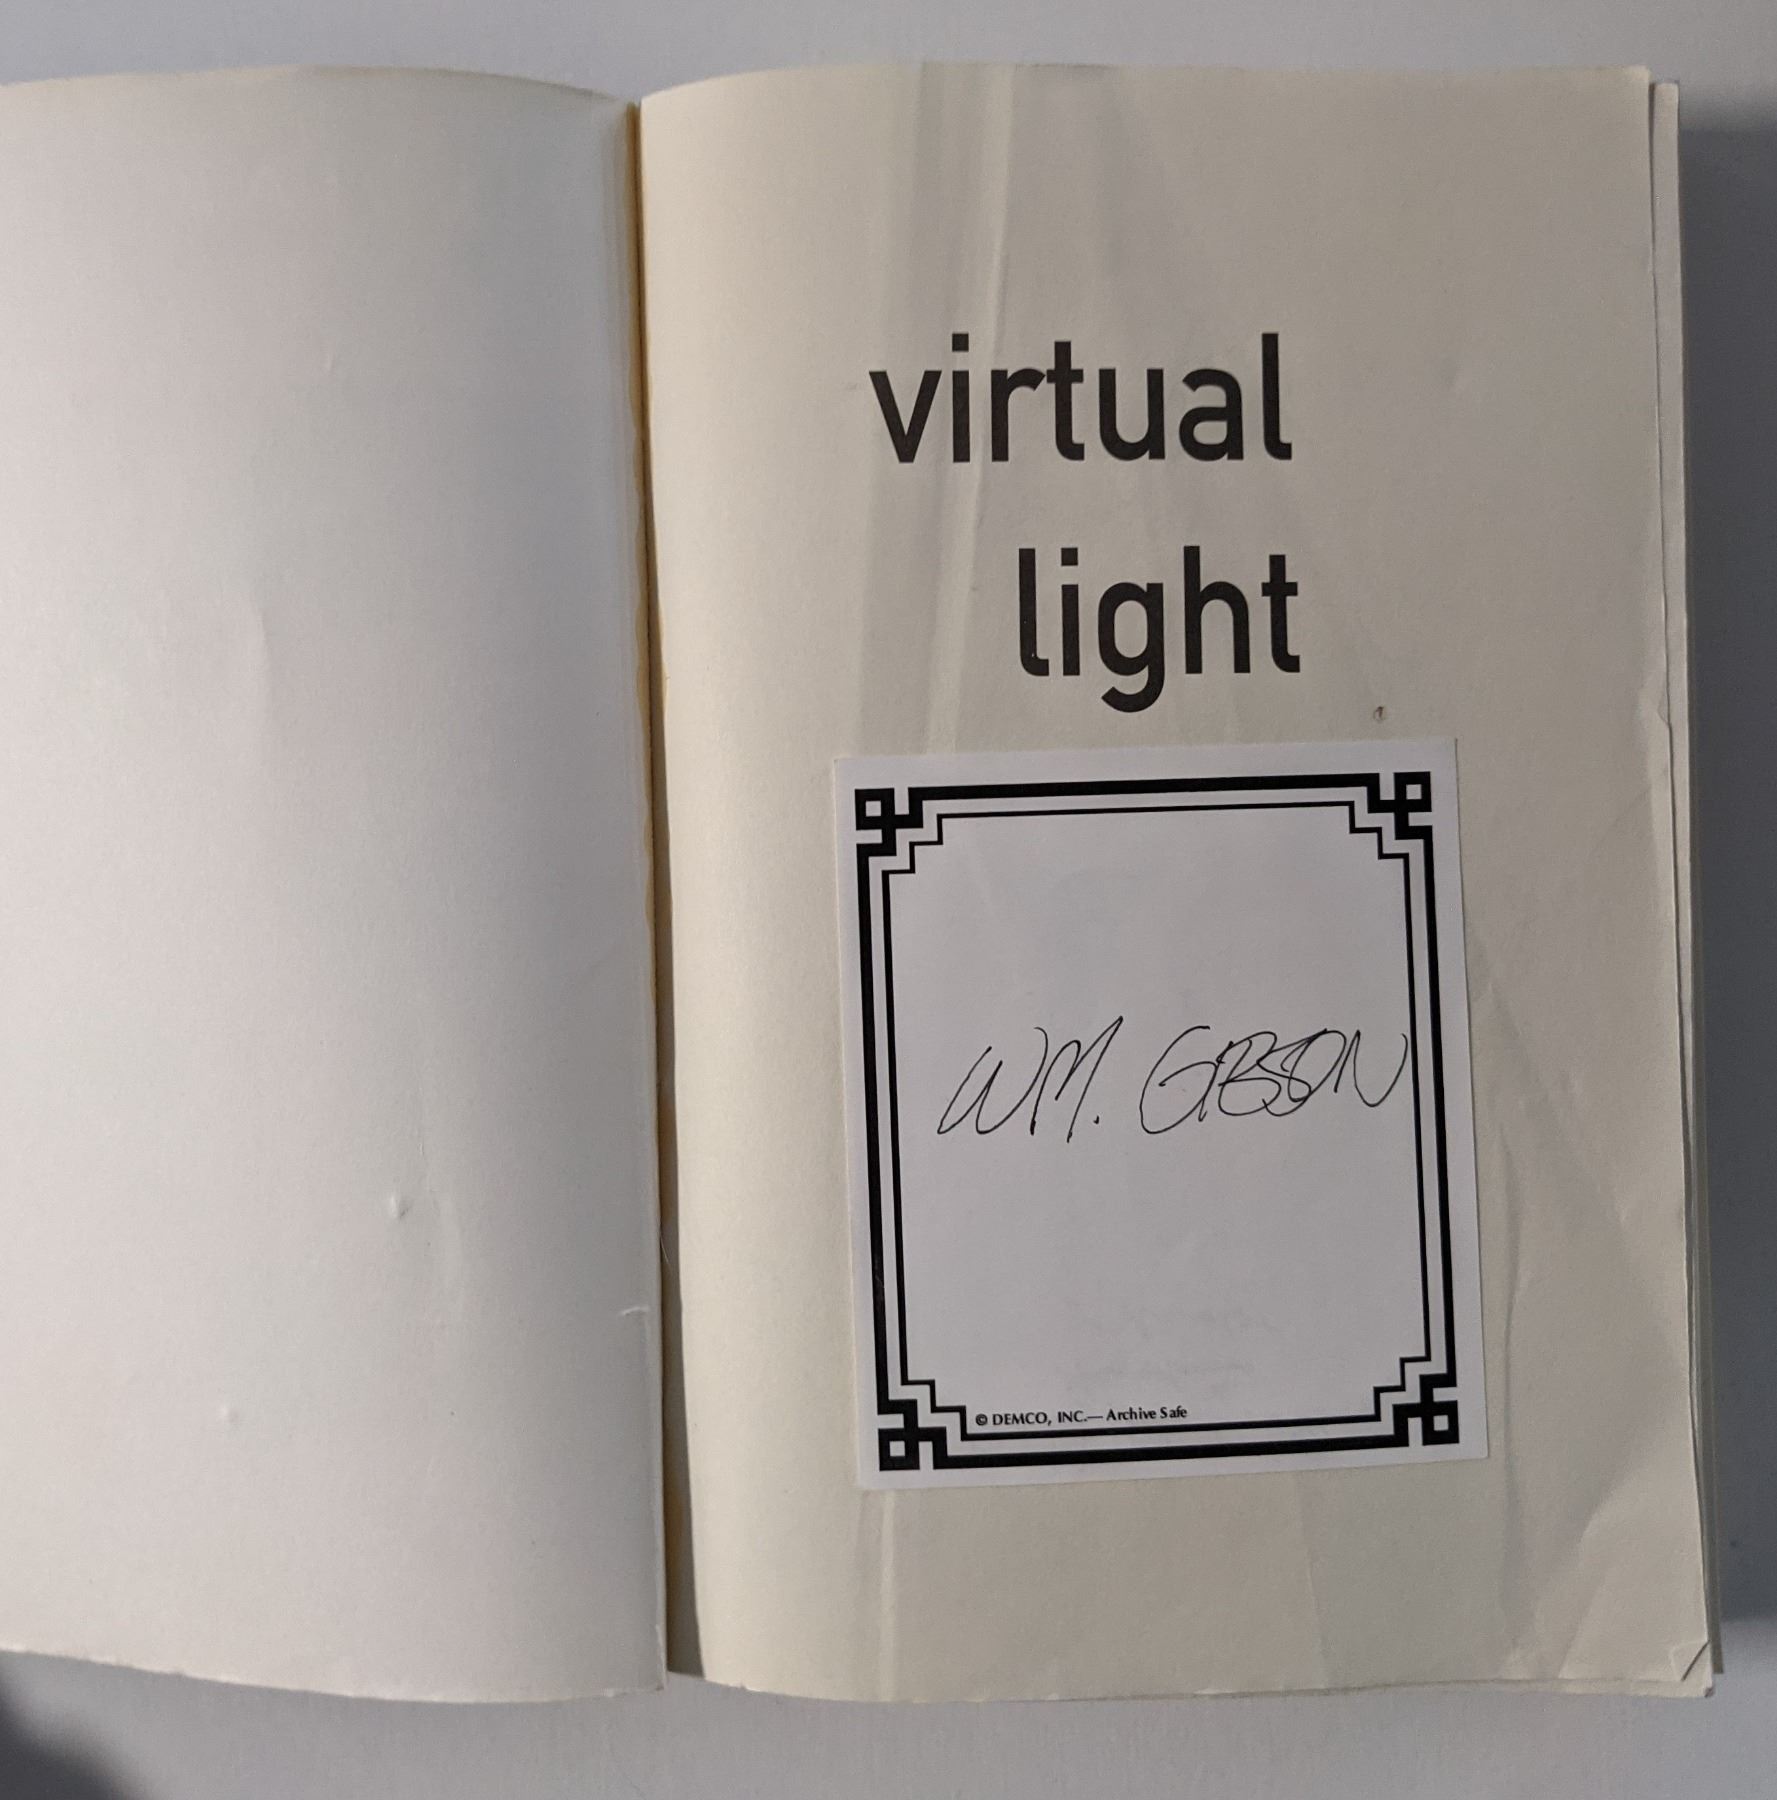 virtual
light
WM. GIBSON
© DEMCO, INC.— Archive Safe